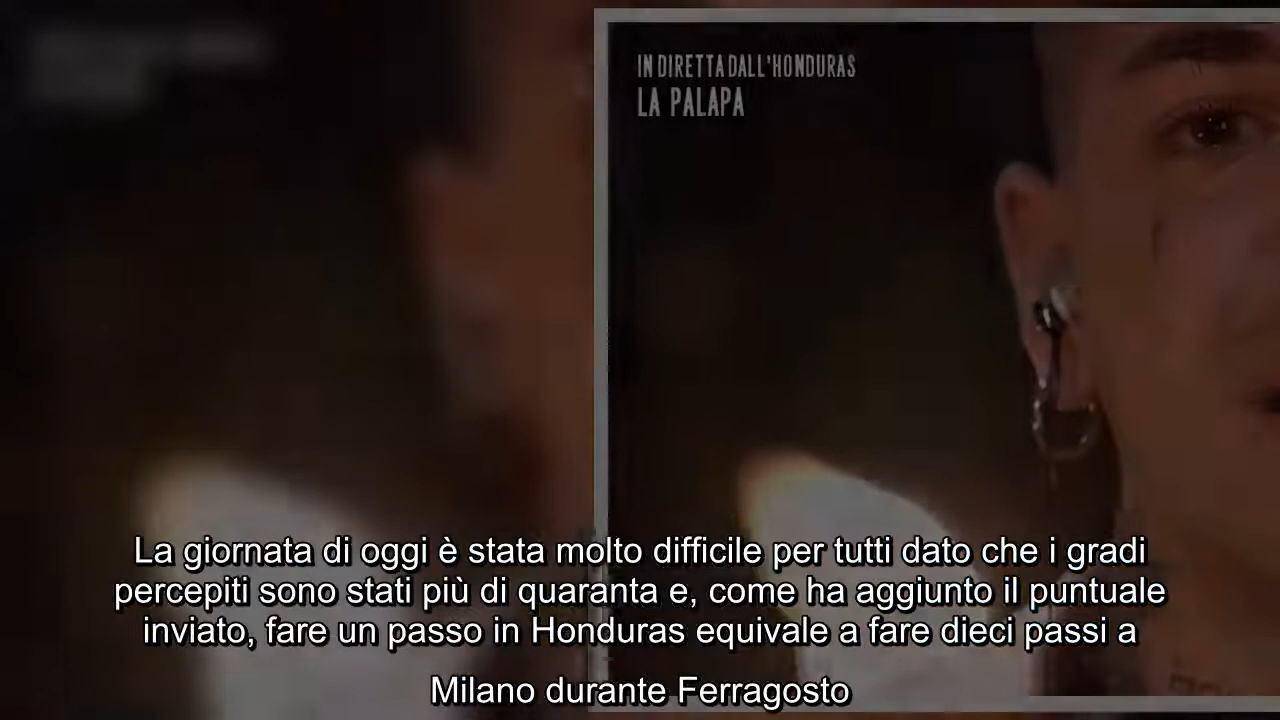 IN DIRETTA DALL'HONDURAS
LA PALAPA
La giornata di oggi è stata molto difficile per tutti dato che i gradi
percepiti sono stati più di quaranta e, come ha aggiunto il puntuale
inviato, fare un passo in Honduras equivale a fare dieci passi a
Milano durante Ferragosto